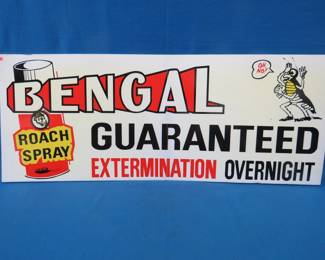 BENGAL
OH NO!
ROACH
SPRAY
GUARANTEED
EXTERMINATION OVERNIGHT